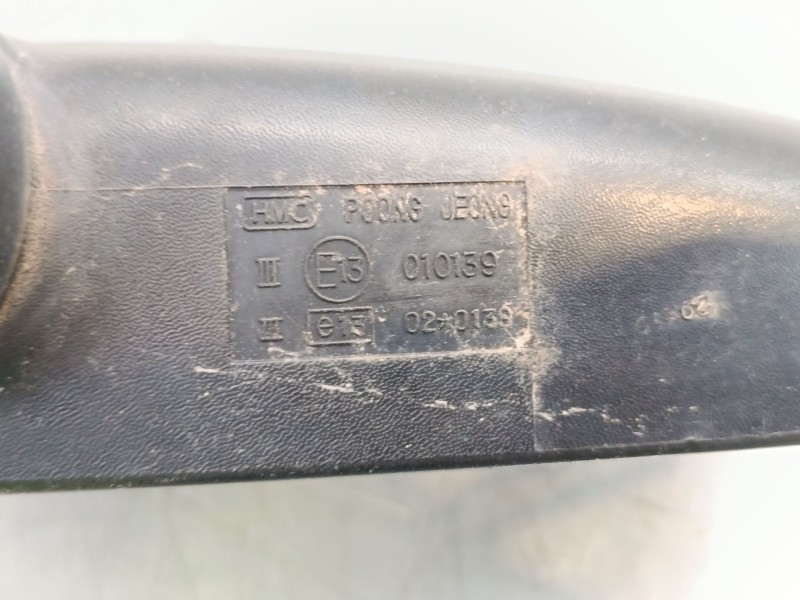 HMC POONG JEONG
III E13 010139
III e13 02*0139